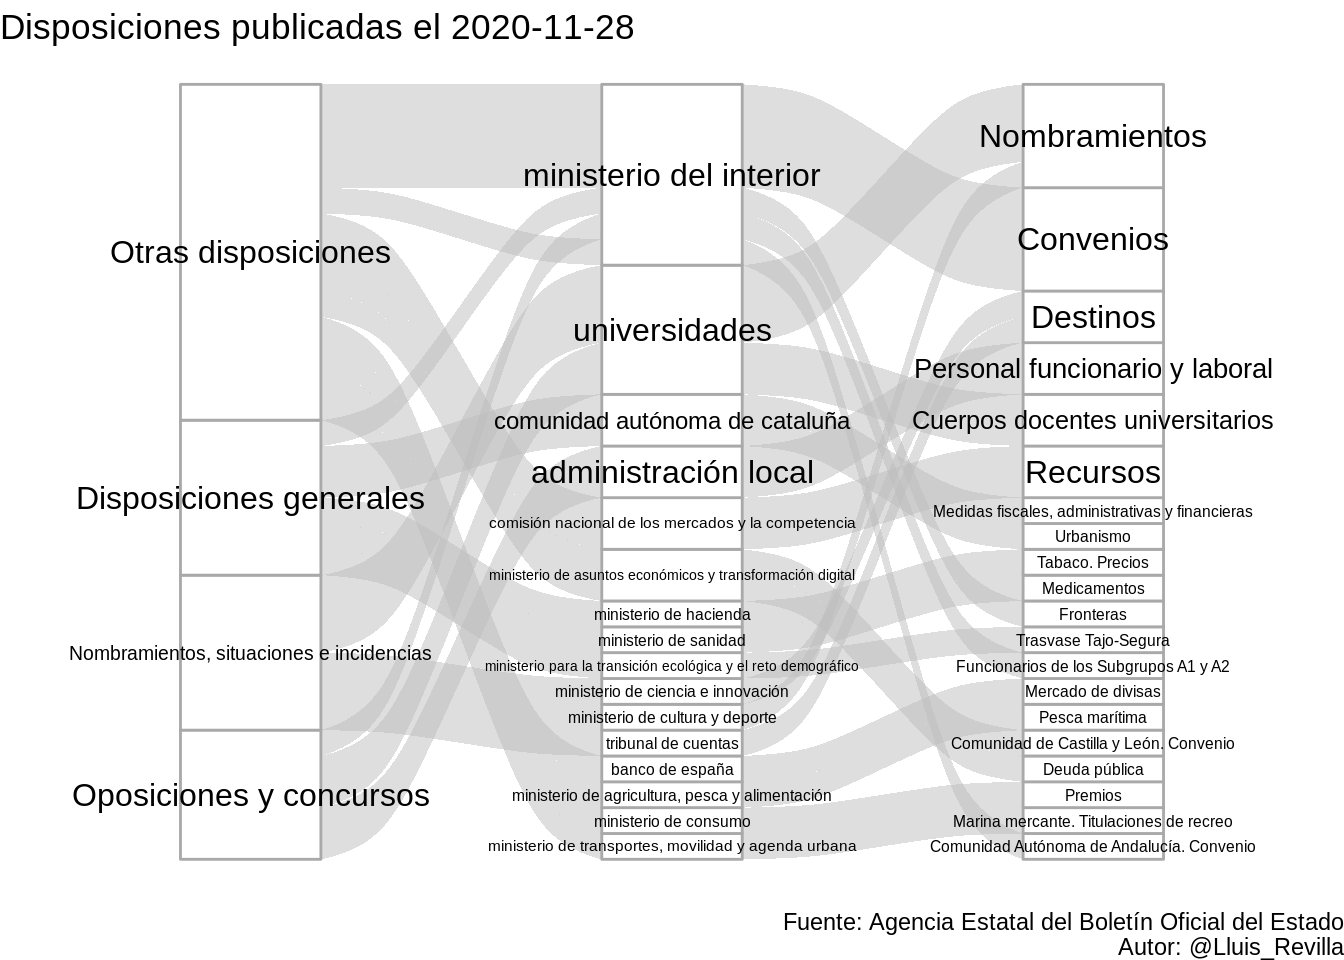 Disposiciones publicadas el 2020-11-28
Otras disposiciones
Disposiciones generales
Nombramientos, situaciones e incidencias
Oposiciones y concursos
ministerio del interior
universidades
comunidad autónoma de cataluña
administración local
comisión nacional de los mercados y la competencia
ministerio de asuntos económicos y transformación digital
ministerio de hacienda
ministerio de sanidad
ministerio para la transición ecológica y el reto demográfico
ministerio de ciencia e innovación
ministerio de cultura y deporte
tribunal de cuentas
banco de españa
ministerio de agricultura, pesca y alimentación
ministerio de consumo
ministerio de transportes, movilidad y agenda urbana
Nombramientos
Convenios
Destinos
Personal funcionario y laboral
Cuerpos docentes universitarios
Recursos
Medidas fiscales, administrativas y financieras
Urbanismo
Tabaco. Precios
Medicamentos
Fronteras
Trasvase Tajo-Segura
Funcionarios de los Subgrupos A1 y A2
Mercado de divisas
Pesca marítima
Comunidad de Castilla y León. Convenio
Deuda pública
Premios
Marina mercante. Titulaciones de recreo
Comunidad Autónoma de Andalucía. Convenio
Fuente: Agencia Estatal del Boletín Oficial del Estado
Autor: @Lluis_Revilla